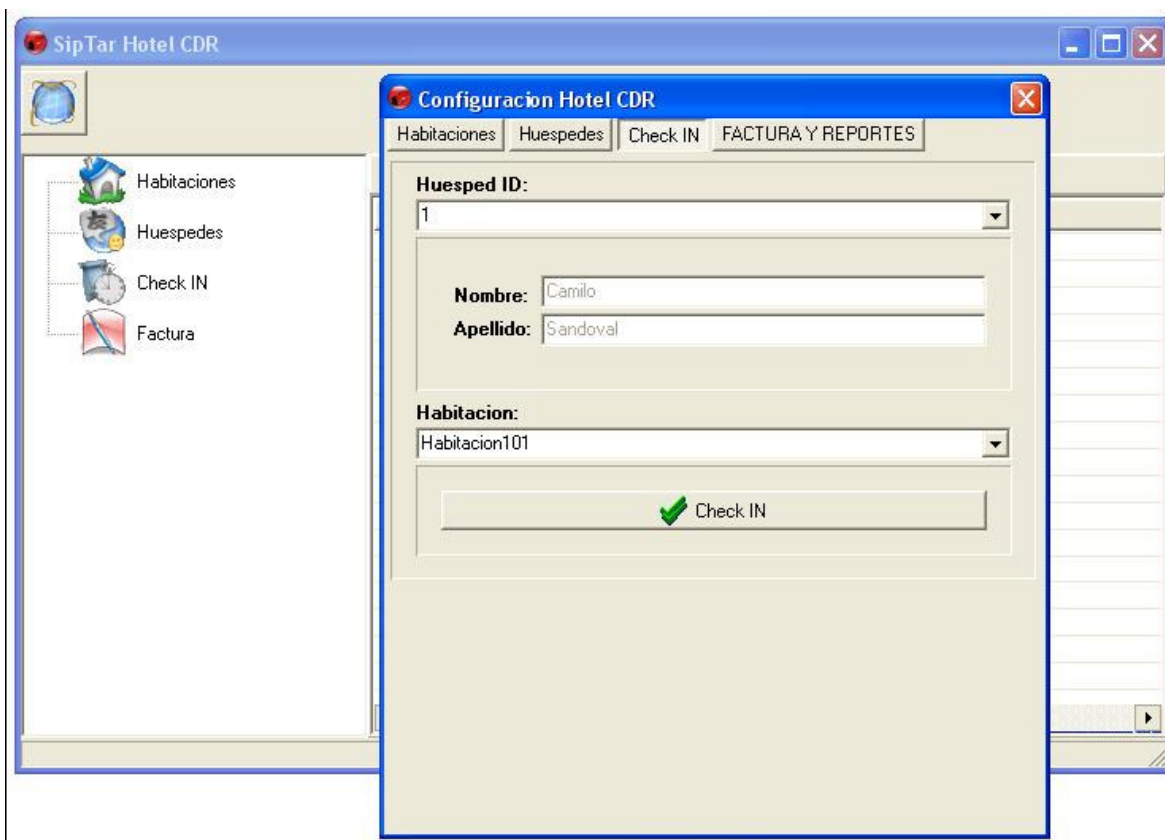 SipTar Hotel CDR
Configuracion Hotel CDR
Habitaciones Huespedes Check IN FACTURA Y REPORTES
Habitaciones
Huespedes
Check IN
Factura
Huesped ID:
1
Nombre: Camilo
Apellido: Sandoval
Habitacion:
Habitacion101
Check IN